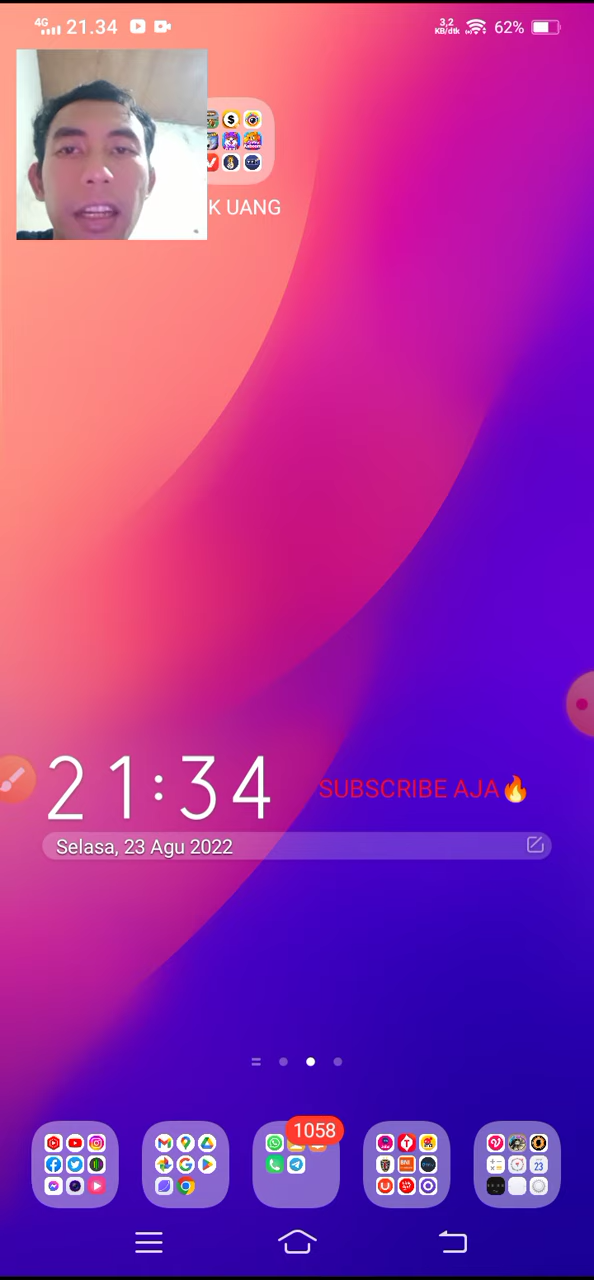 4G 21.34 3,2 KB/dtk 62%
K UANG
21:34
SUBSCRIBE AJA🔥
Selasa, 23 Agu 2022
1058
23